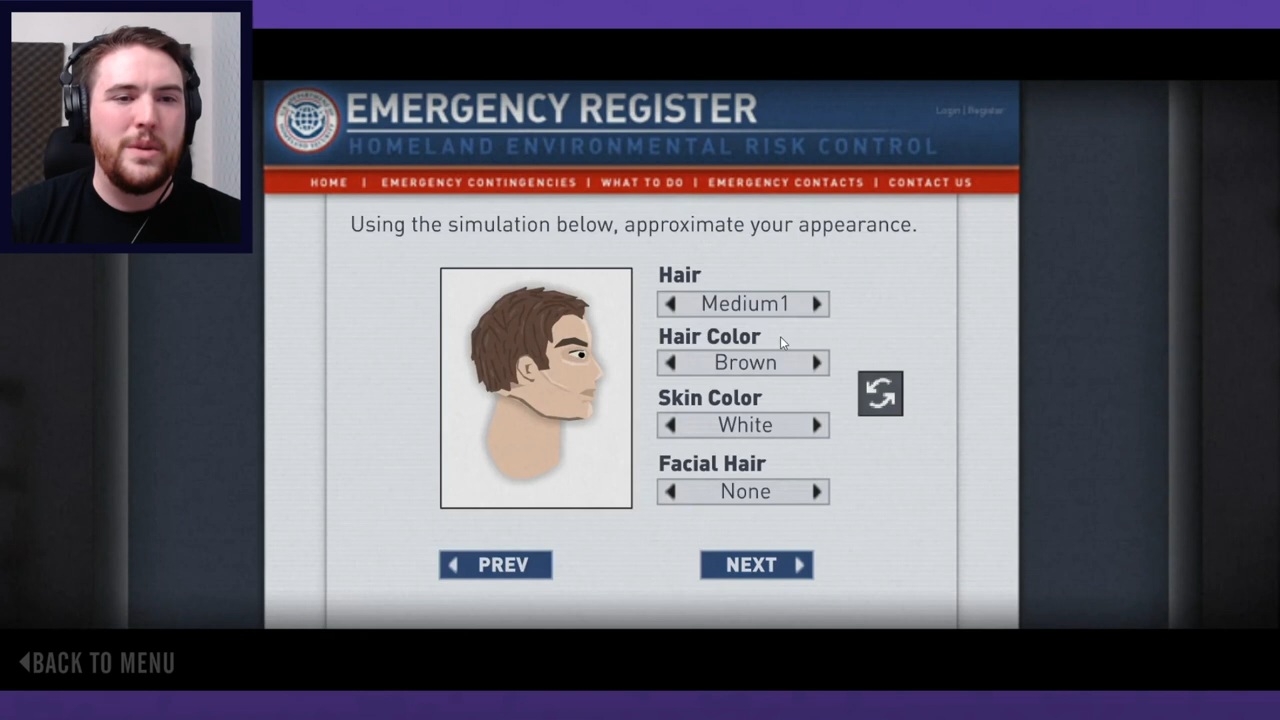 EMERGENCY REGISTER
Login | Register
HOMELAND ENVIRONMENTAL RISK CONTROL
HOME | EMERGENCY CONTINGENCIES | WHAT TO DO | EMERGENCY CONTACTS | CONTACT US
Using the simulation below, approximate your appearance.
Hair
Medium1
Hair Color
Brown
Skin Color
White
Facial Hair
None
PREV
NEXT
BACK TO MENU